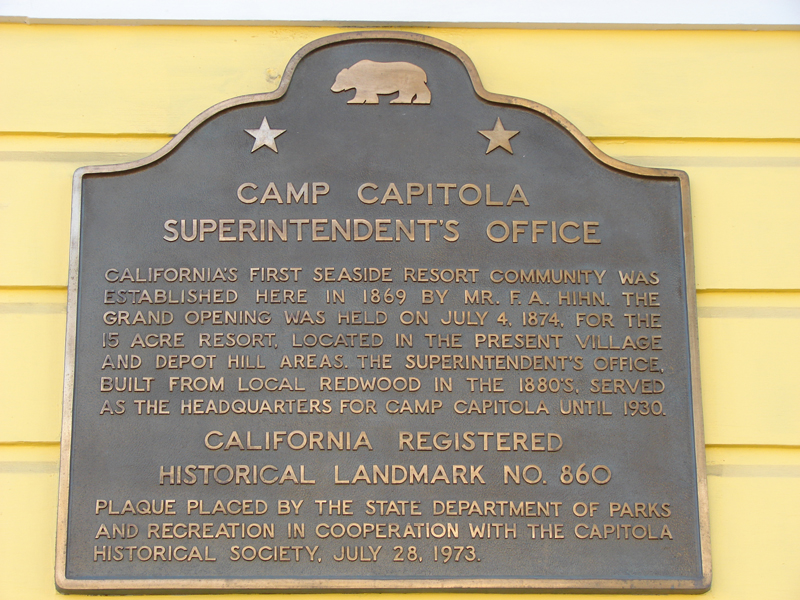 CAMP CAPITOLA
SUPERINTENDENT'S OFFICE
CALIFORNIA'S FIRST SEASIDE RESORT COMMUNITY WAS
ESTABLISHED HERE IN 1869 BY MR. F. A. HIHN. THE
GRAND OPENING WAS HELD ON JULY 4, 1874, FOR THE
15 ACRE RESORT, LOCATED IN THE PRESENT VILLAGE
AND DEPOT HILL AREAS. THE SUPERINTENDENT'S OFFICE,
BUILT FROM LOCAL REDWOOD IN THE 1880'S, SERVED
AS THE HEADQUARTERS FOR CAMP CAPITOLA UNTIL 1930.
CALIFORNIA REGISTERED
HISTORICAL LANDMARK NO. 860
PLAQUE PLACED BY THE STATE DEPARTMENT OF PARKS
AND RECREATION IN COOPERATION WITH THE CAPITOLA
HISTORICAL SOCIETY, JULY 28, 1973.